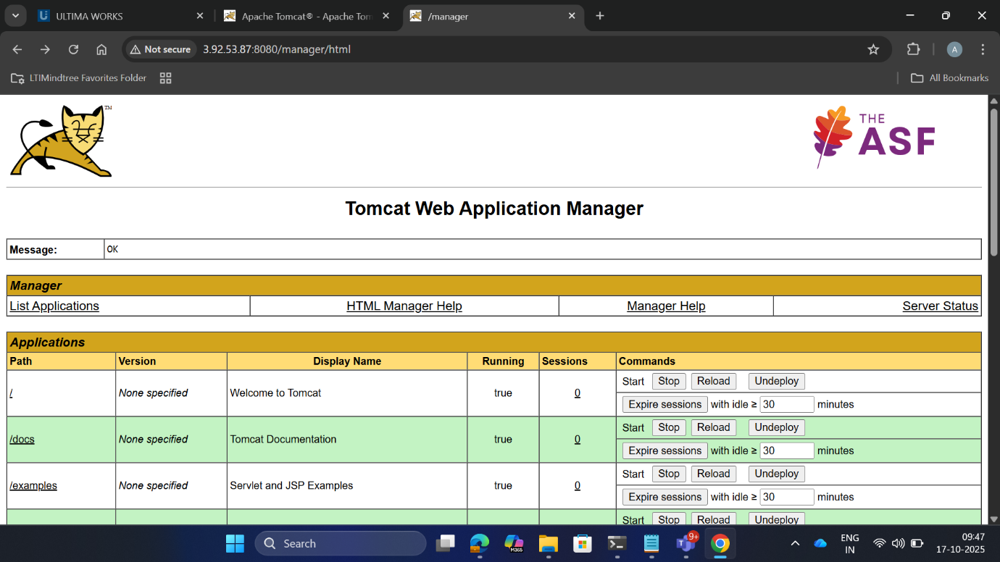 ULTIMA WORKS
Apache Tomcat® - Apache Tom
/manager
Not secure
3.92.53.87:8080/manager/html
A
LTIMindtree Favorites Folder
All Bookmarks
TM
THE
ASF
Tomcat Web Application Manager
Message: OK
Manager
List Applications HTML Manager Help Manager Help Server Status
Applications
Path Version Display Name Running Sessions Commands
/ None specified Welcome to Tomcat true 0 Start Stop Reload Undeploy
Expire sessions with idle ≥ 30 minutes
/docs None specified Tomcat Documentation true 0 Start Stop Reload Undeploy
Expire sessions with idle ≥ 30 minutes
/examples None specified Servlet and JSP Examples true 0 Start Stop Reload Undeploy
Expire sessions with idle ≥ 30 minutes
Start Stop Reload Undeploy
Search
M365
9+
ENG
IN
09:47
17-10-2025